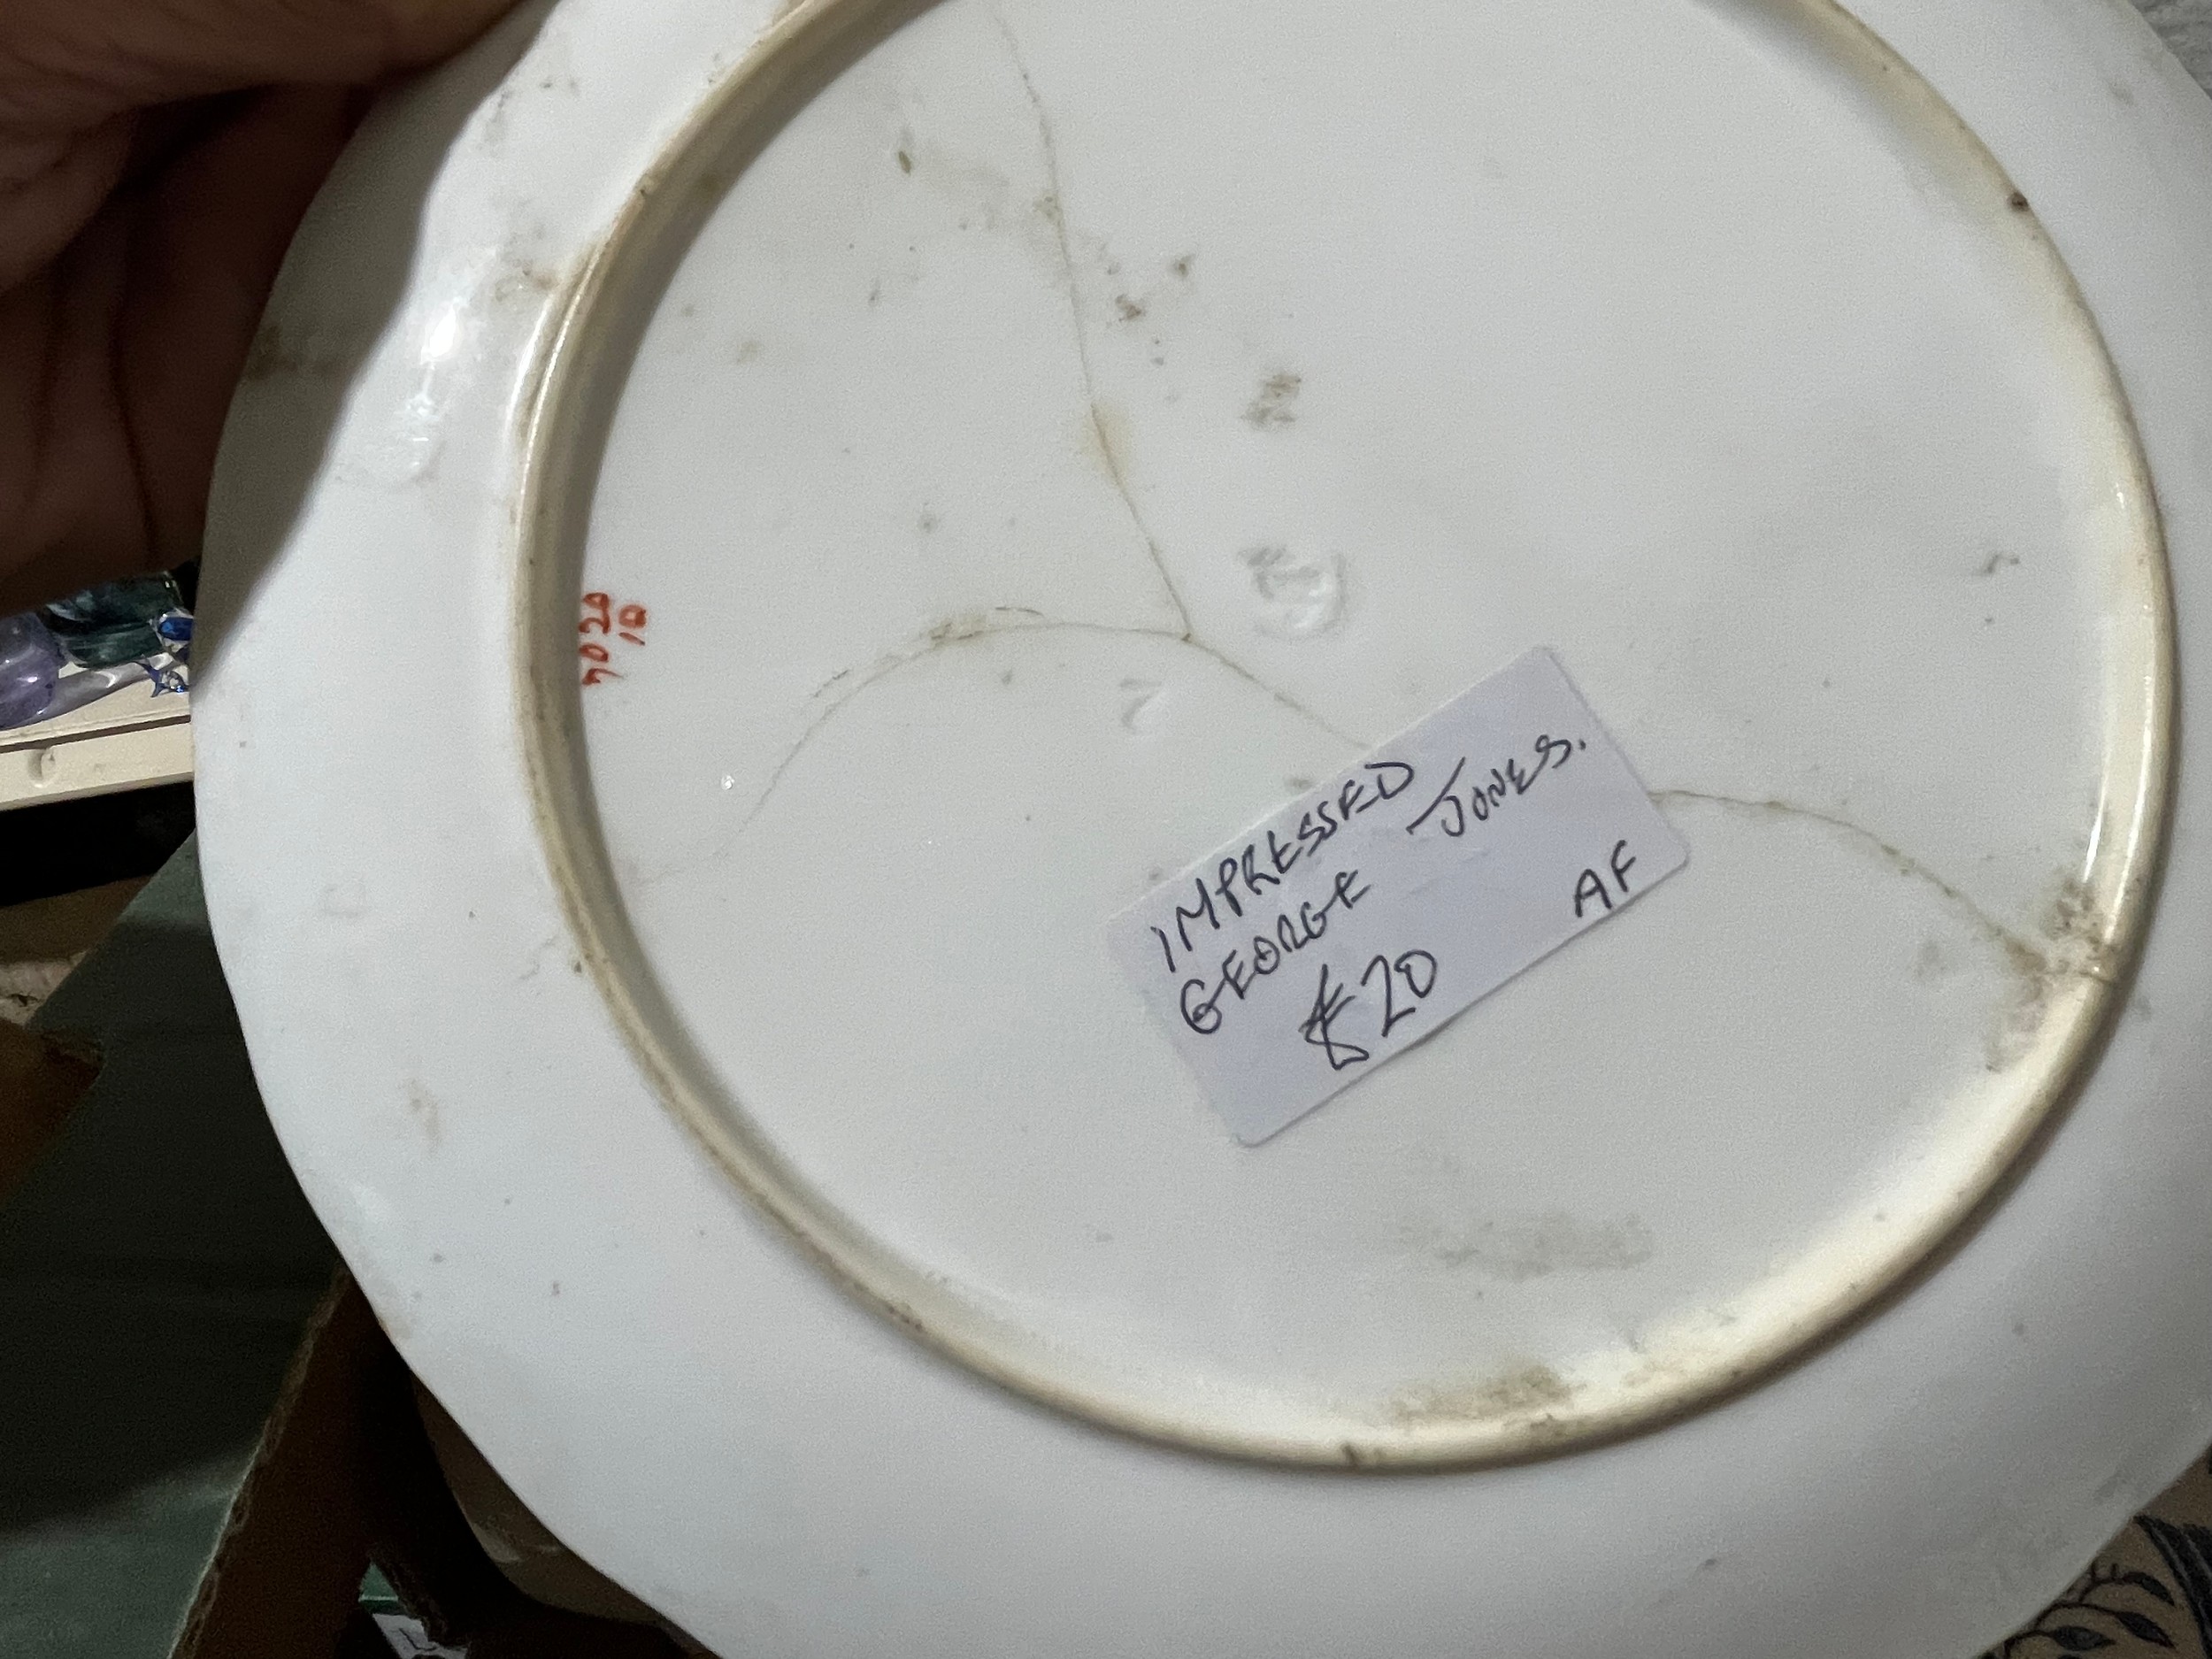 IMPRESSED
GEORGE JONES.
£20 AF